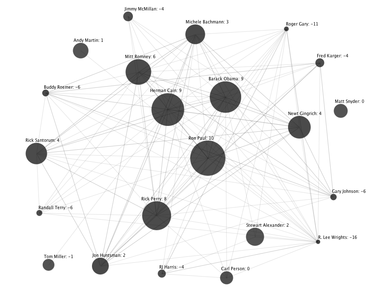 Jimmy McMillan: −4
Michele Bachmann: 3
Roger Gary: −11
Andy Martin: 1
Mitt Romney: 6
Fred Karger: −4
Barack Obama: 9
Buddy Roemer: −6
Herman Cain: 9
Matt Snyder: 0
Newt Gingrich: 4
Rick Santorum: 4
Ron Paul: 10
Gary Johnson: −6
Randall Terry: −6
Rick Perry: 8
Stewart Alexander: 2
R. Lee Wrights: −16
Tom Miller: −1
Jon Huntsman: 2
RJ Harris: −4
Carl Person: 0